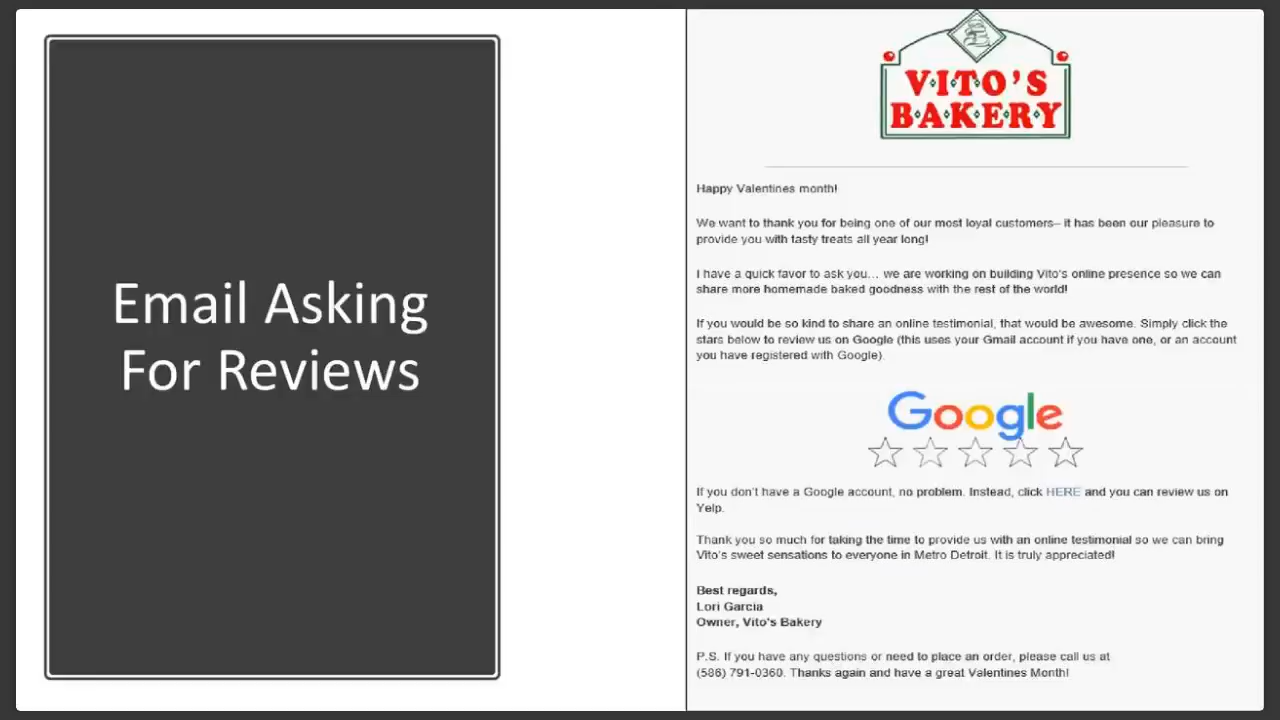 Email Asking
For Reviews
VITO'S
BAKERY
Happy Valentines month!
We want to thank you for being one of our most loyal customers– it has been our pleasure to
provide you with tasty treats all year long!
I have a quick favor to ask you… we are working on building Vito's online presence so we can
share more homemade baked goodness with the rest of the world!
If you would be so kind to share an online testimonial, that would be awesome. Simply click the
stars below to review us on Google (this uses your Gmail account if you have one, or an account
you have registered with Google).
Google
If you don't have a Google account, no problem. Instead, click HERE and you can review us on
Yelp.
Thank you so much for taking the time to provide us with an online testimonial so we can bring
Vito's sweet sensations to everyone in Metro Detroit. It is truly appreciated!
Best regards,
Lori Garcia
Owner, Vito's Bakery
P.S. If you have any questions or need to place an order, please call us at
(586) 791-0360. Thanks again and have a great Valentines Month!